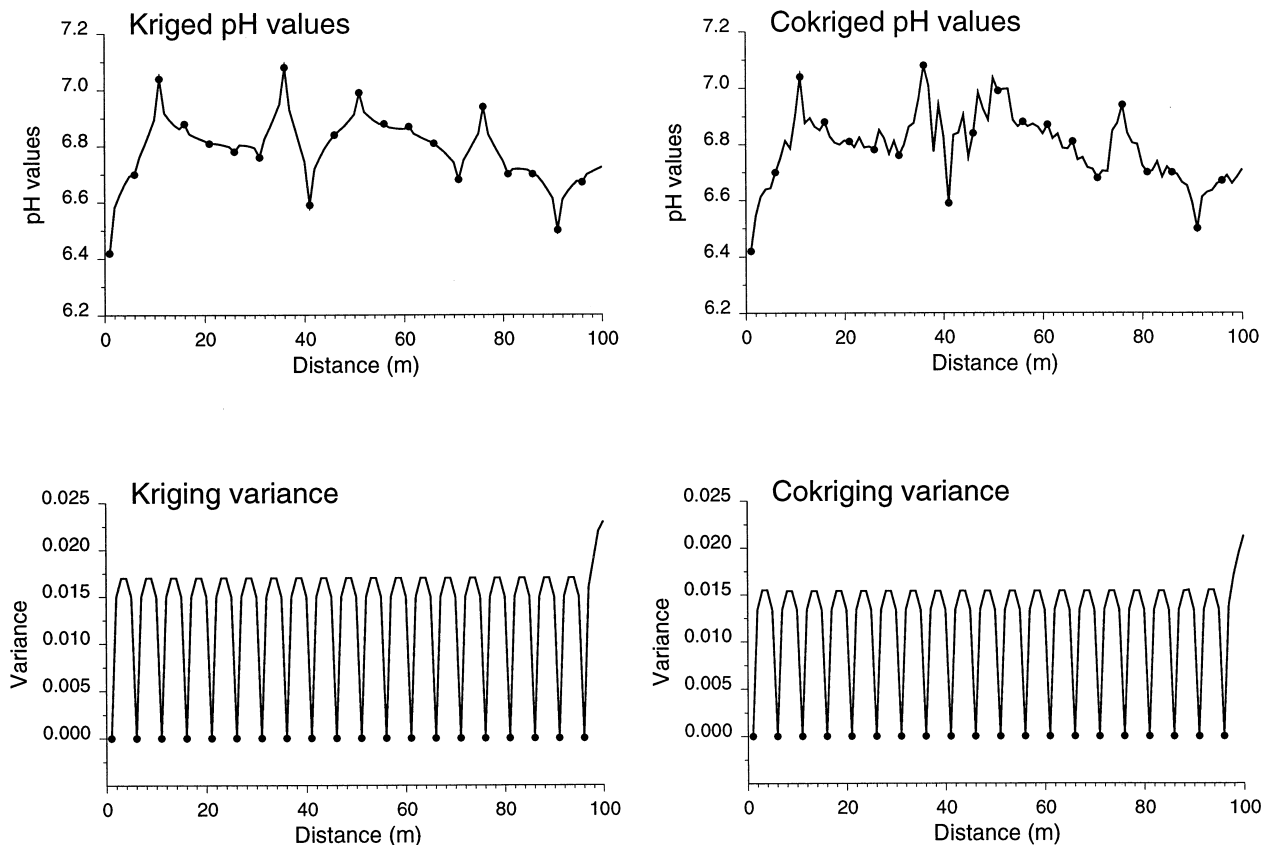 Kriged pH values
7.2
7.0
6.8
6.6
6.4
6.2
pH values
0 20 40 60 80 100
Distance (m)
Cokriged pH values
7.2
7.0
6.8
6.6
6.4
6.2
pH values
0 20 40 60 80 100
Distance (m)
Kriging variance
0.025
0.020
0.015
0.010
0.005
0.000
Variance
0 20 40 60 80 100
Distance (m)
Cokriging variance
0.025
0.020
0.015
0.010
0.005
0.000
Variance
0 20 40 60 80 100
Distance (m)